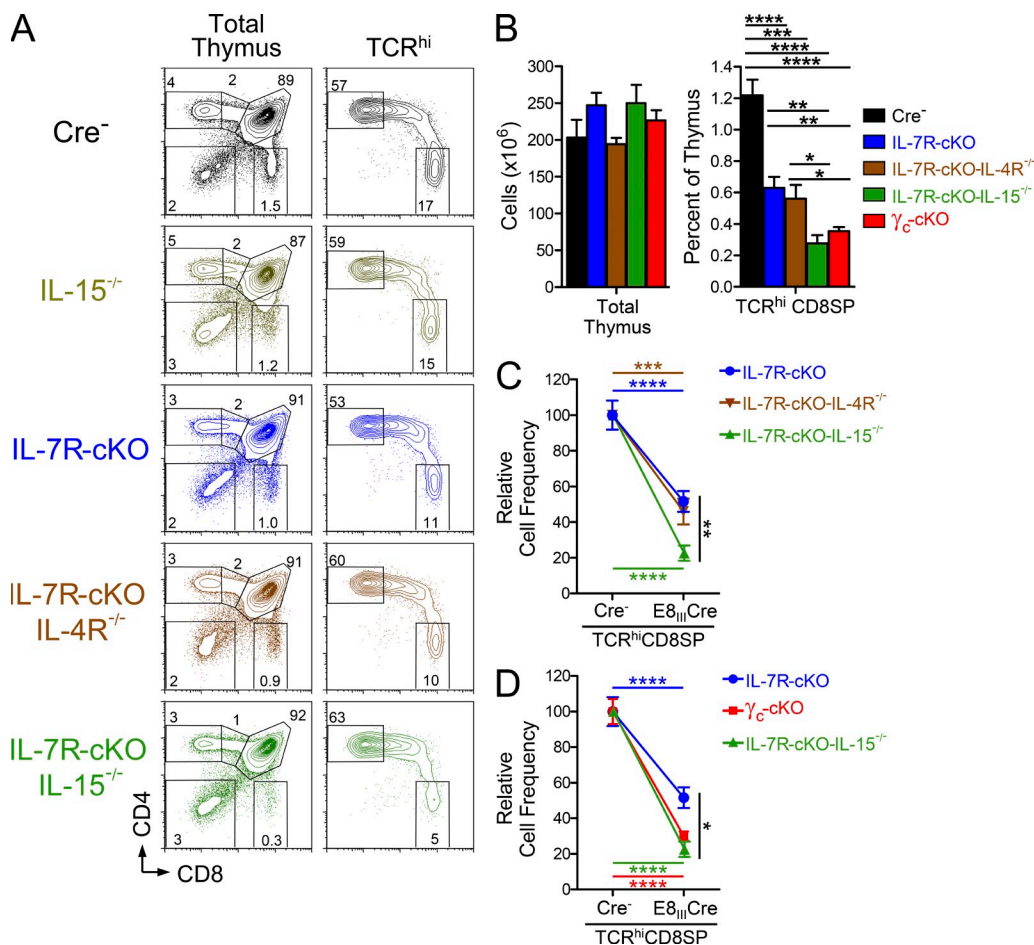 A
Total
Thymus
TCRhi
Cre-
4
2
89
2
1.5
57
17
IL-15-/-
5
2
87
3
1.2
59
15
IL-7R-cKO
3
2
91
2
1.0
53
11
IL-7R-cKO
IL-4R-/-
3
2
91
2
0.9
60
10
IL-7R-cKO
IL-15-/-
3
1
92
3
0.3
63
5
CD4
CD8
B
Cells (x10⁶)
300
250
200
150
100
50
0
Total
Thymus
****
***
****
****
**
**
*
*
Percent of Thymus
1.4
1.2
1.0
0.8
0.6
0.4
0.2
0.0
TCRhi CD8SP
Cre-
IL-7R-cKO
IL-7R-cKO-IL-4R-/-
IL-7R-cKO-IL-15-/-
γc-cKO
C
Relative
Cell Frequency
120
100
80
60
40
20
0
***
****
**
****
Cre-
E8IIICre
TCRhiCD8SP
IL-7R-cKO
IL-7R-cKO-IL-4R-/-
IL-7R-cKO-IL-15-/-
D
Relative
Cell Frequency
120
100
80
60
40
20
0
****
*
****
****
Cre-
E8IIICre
TCRhiCD8SP
IL-7R-cKO
γc-cKO
IL-7R-cKO-IL-15-/-